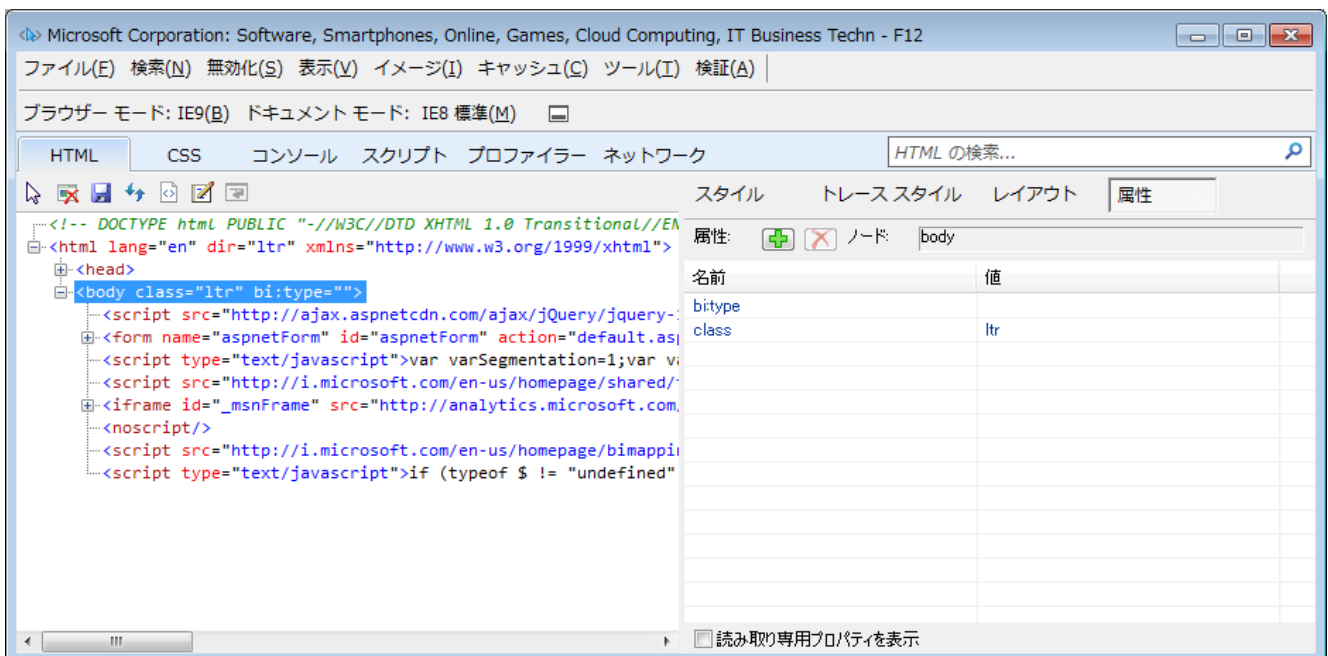 Microsoft Corporation: Software, Smartphones, Online, Games, Cloud Computing, IT Business Techn - F12
ファイル(F) 検索(N) 無効化(S) 表示(V) イメージ(I) キャッシュ(C) ツール(T) 検証(A)
ブラウザー モード: IE9(B) ドキュメント モード: IE8 標準(M)
HTML CSS コンソール スクリプト プロファイラー ネットワーク HTML の検索...
スタイル トレース スタイル レイアウト 属性
<!-- DOCTYPE html PUBLIC "-//W3C//DTD XHTML 1.0 Transitional//EN
<html lang="en" dir="ltr" xmlns="http://www.w3.org/1999/xhtml">
<head>
<body class="ltr" bi:type="">
<script src="http://ajax.aspnetcdn.com/ajax/jQuery/jquery-
<form name="aspnetForm" id="aspnetForm" action="default.as
<script type="text/javascript">var varSegmentation=1;var
<script src="http://i.microsoft.com/en-us/homepage/shared/
<iframe id="_msnFrame" src="http://analytics.microsoft.com
<noscript/>
<script src="http://i.microsoft.com/en-us/homepage/bimappi
<script type="text/javascript">if (typeof $ != "undefined"
属性: ノード: body
名前 値
bi:type
class ltr
読み取り専用プロパティを表示